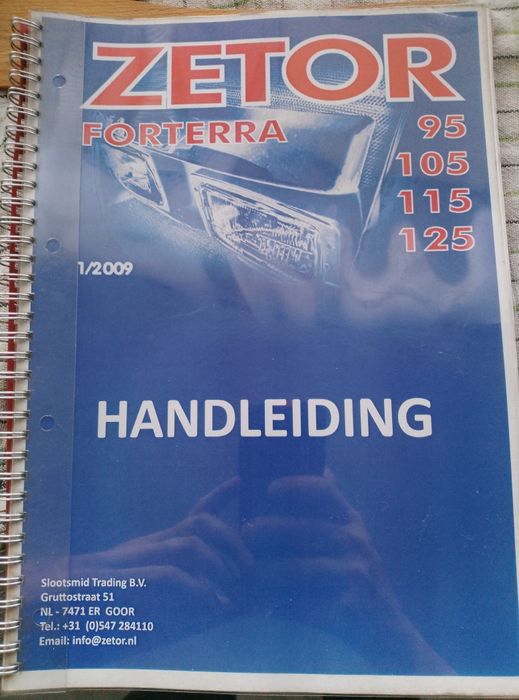 ZETOR
FORTERRA 95
105
115
125
1/2009
HANDLEIDING
Slootsmid Trading B.V.
Gruttostraat 51
NL - 7471 ER GOOR
Tel.: +31 (0)547 284110
Email: info@zetor.nl